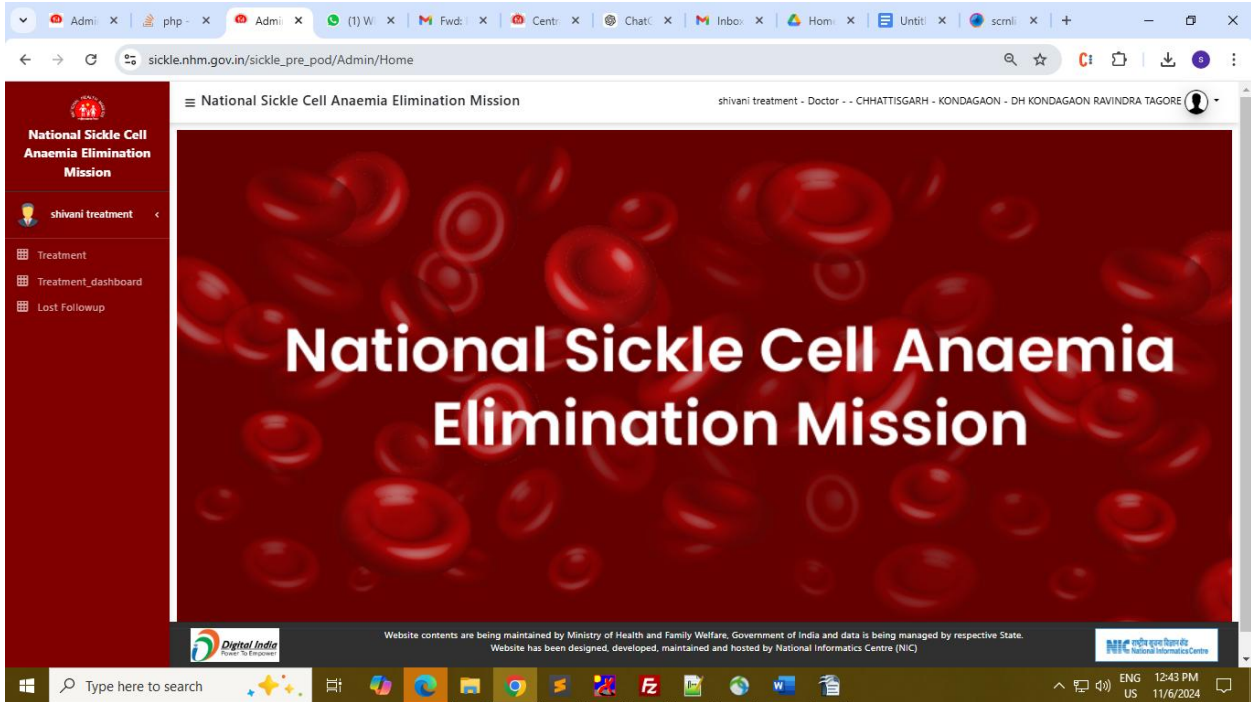 Admi
php -
Admi
(1) W
Fwd:
Centr
ChatG
Inbox
Home
Untitl
scrnli
sickle.nhm.gov.in/sickle_pre_pod/Admin/Home
National Sickle Cell Anaemia Elimination Mission
shivani treatment - Doctor - - CHHATTISGARH - KONDAGAON - DH KONDAGAON RAVINDRA TAGORE
National Sickle Cell
Anaemia Elimination
Mission
shivani treatment
Treatment
Treatment_dashboard
Lost Followup
National Sickle Cell Anaemia
Elimination Mission
Digital India
Power To Empower
Website contents are being maintained by Ministry of Health and Family Welfare, Government of India and data is being managed by respective State.
Website has been designed, developed, maintained and hosted by National Informatics Centre (NIC)
NIC
National Informatics Centre
Type here to search
ENG
US
12:43 PM
11/6/2024